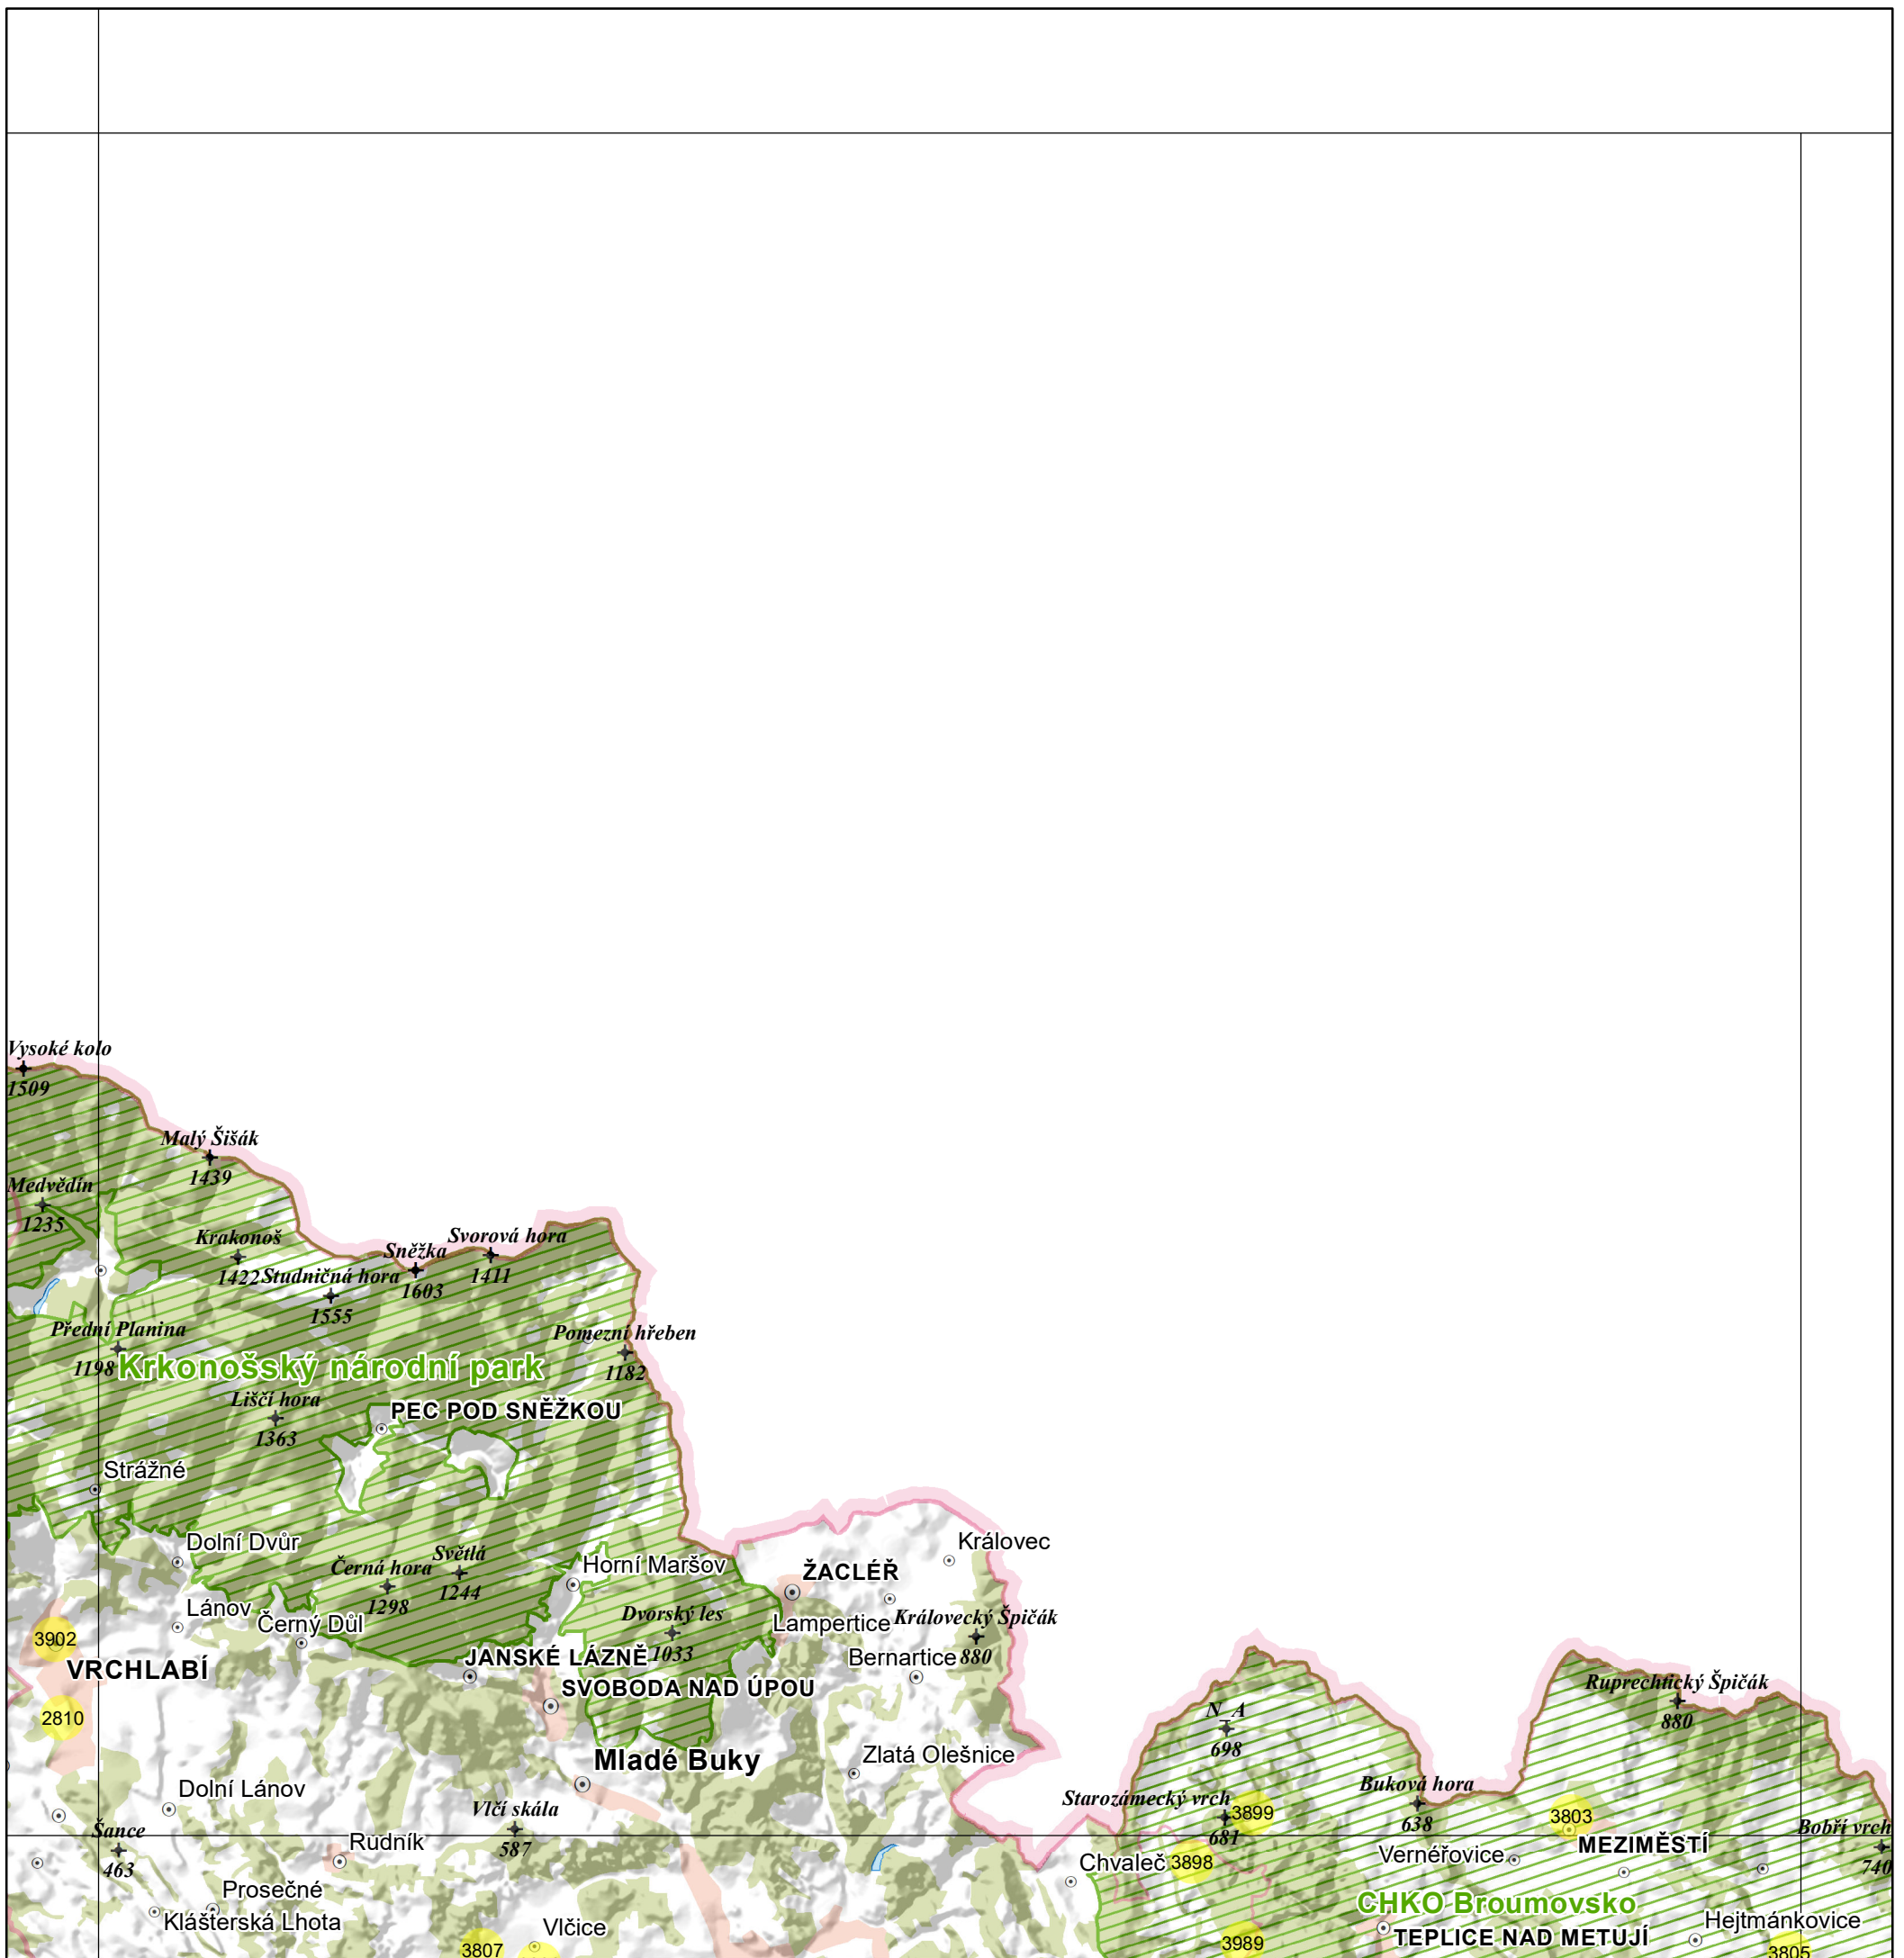 Vysoké kolo
1509
Malý Šišák
1439
Medvědín
1235
Krakonoš
1422
Svorová hora
1411
Sněžka
1603
Studničná hora
1555
Přední Planina
1198
Pomezní hřeben
1182
Krkonošský národní park
Liščí hora
1363
PEC POD SNĚŽKOU
Strážné
Dolní Dvůr
Královec
Světlá
1244
Černá hora
1298
Horní Maršov
ŽACLÉŘ
Lánov
Černý Důl
Dvorský les
1033
Lampertice
Královecký Špičák
880
3902
VRCHLABÍ
JANSKÉ LÁZNĚ
Bernartice
SVOBODA NAD ÚPOU
Ruprechtický Špičák
880
2810
N_A
698
Mladé Buky
Zlatá Olešnice
Dolní Lánov
Buková hora
638
Starozámecký vrch
681
3899
3803
Vlčí skála
587
Šance
463
Bobří vrch
740
Rudník
MEZIMĚSTÍ
Vernéřovice
Chvaleč
3898
Prosečné
CHKO Broumovsko
Klášterská Lhota
Vlčice
Hejtmánkovice
TEPLICE NAD METUJÍ
3807
3989
3805